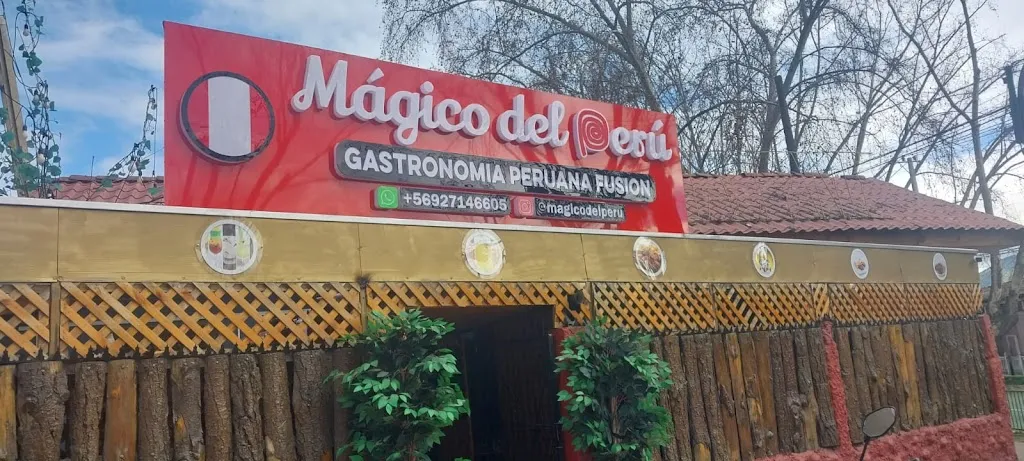 Mágico del Perú
GASTRONOMIA PERUANA FUSION
+56927146605 @magicodelperu